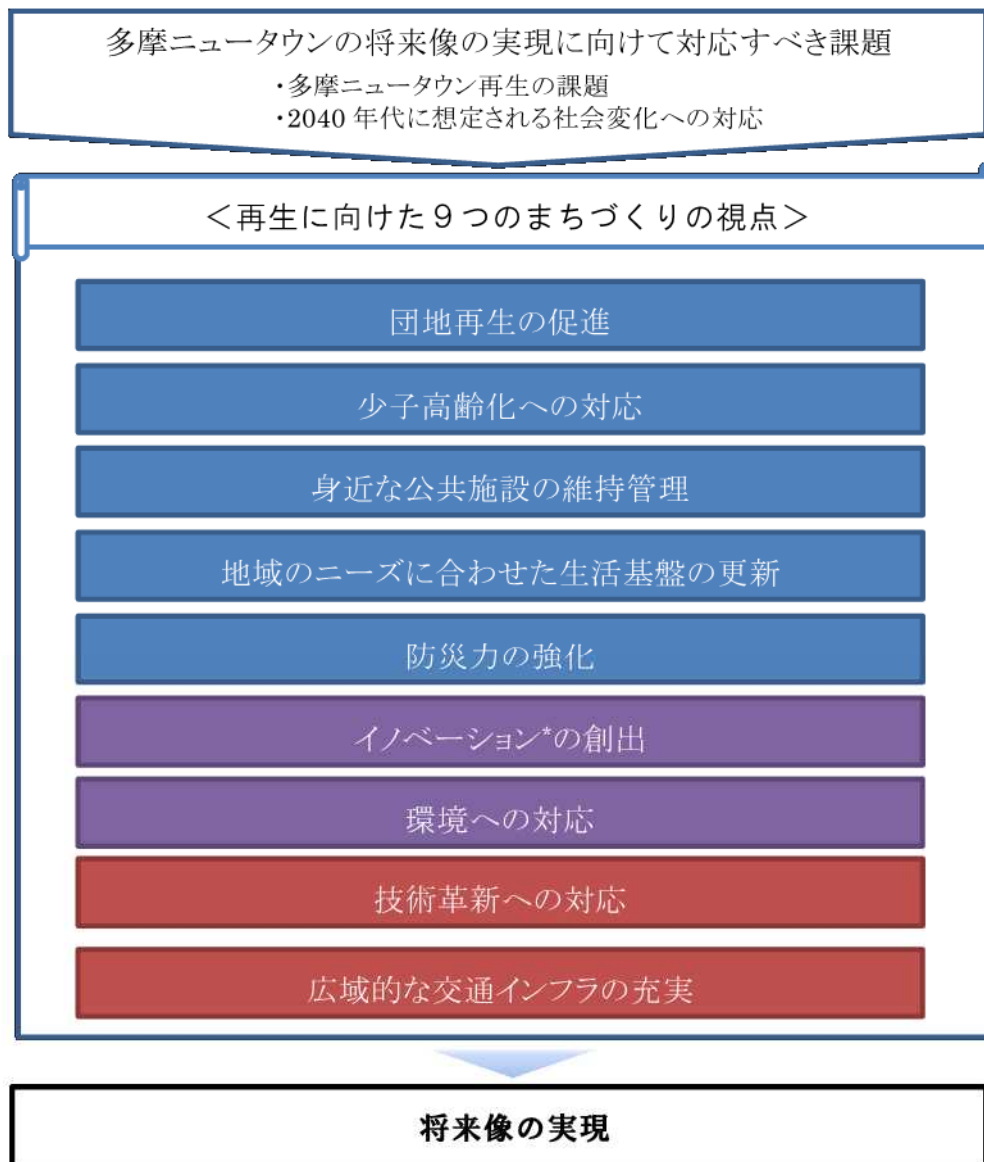 多摩ニュータウンの将来像の実現に向けて対応すべき課題
・多摩ニュータウン再生の課題
・2040 年代に想定される社会変化への対応
＜再生に向けた９つのまちづくりの視点＞
団地再生の促進
少子高齢化への対応
身近な公共施設の維持管理
地域のニーズに合わせた生活基盤の更新
防災力の強化
イノベーション*の創出
環境への対応
技術革新への対応
広域的な交通インフラの充実
将来像の実現